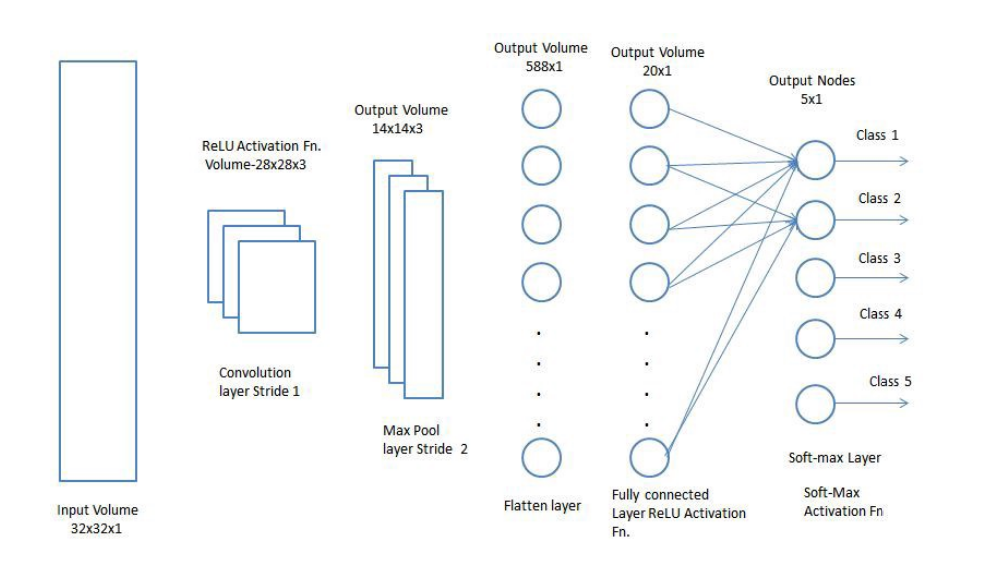 Input Volume
32x32x1
ReLU Activation Fn.
Volume-28x28x3
Convolution
layer Stride 1
Output Volume
14x14x3
Max Pool
layer Stride 2
Output Volume
588x1
Flatten layer
Output Volume
20x1
Fully connected
Layer ReLU Activation
Fn.
Output Nodes
5x1
Class 1
Class 2
Class 3
Class 4
Class 5
Soft-max Layer
Soft-Max
Activation Fn